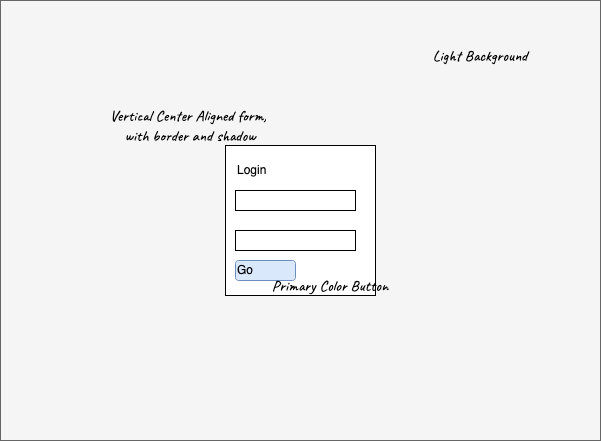 Light Background
Vertical Center Aligned form,
with border and shadow
Login
Go
Primary Color Button